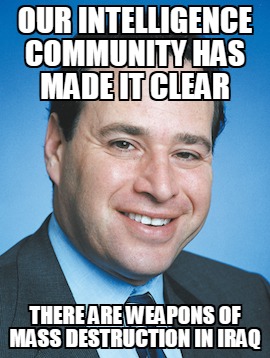 OUR INTELLIGENCE
COMMUNITY HAS
MADE IT CLEAR
THERE ARE WEAPONS OF
MASS DESTRUCTION IN IRAQ